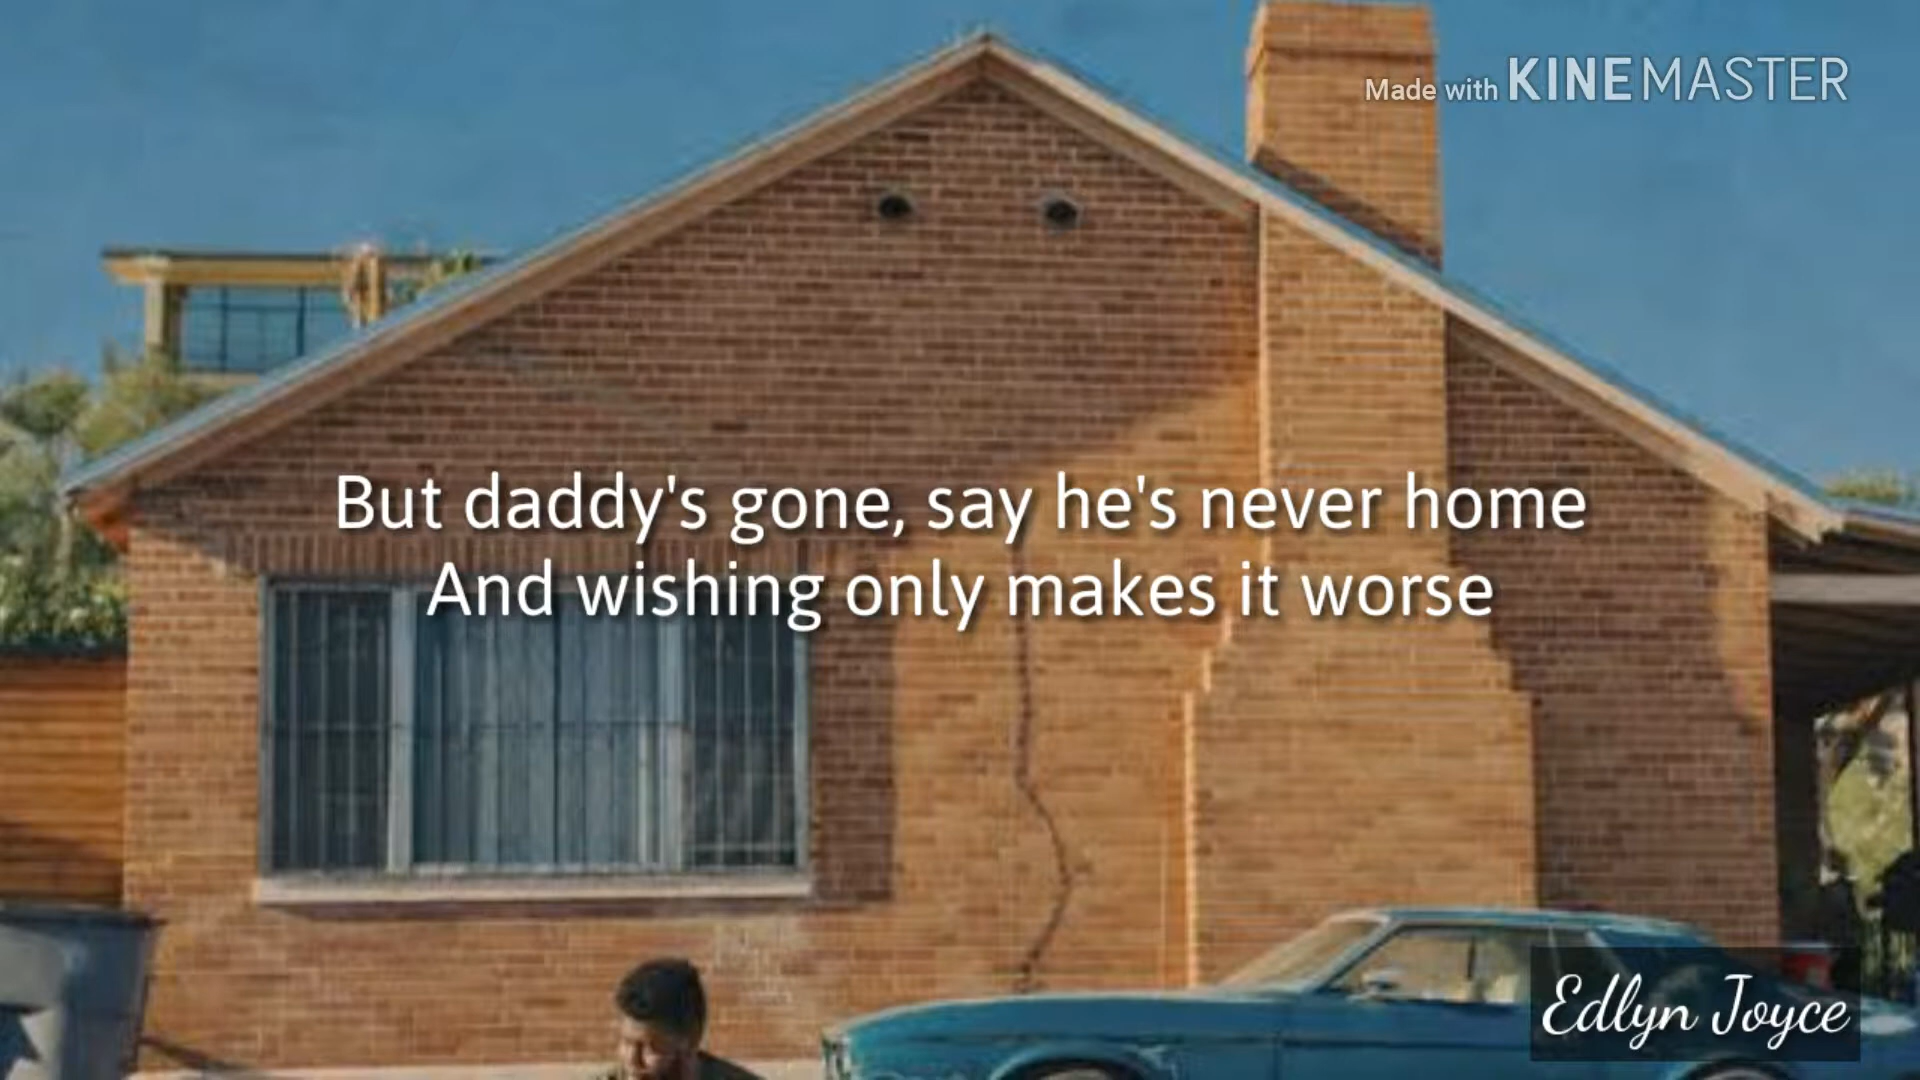 Made with KINEMASTER
But daddy's gone, say he's never home
And wishing only makes it worse
Edlyn Joyce